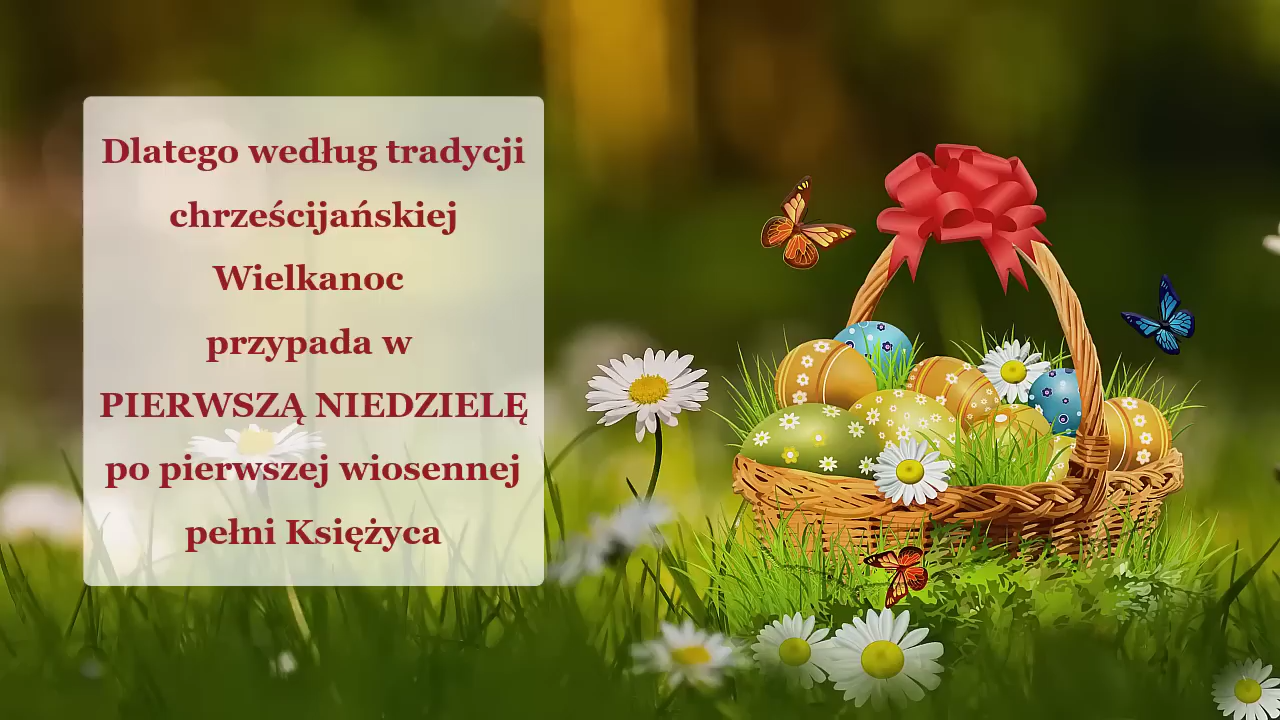 Dlatego według tradycji
chrześcijańskiej
Wielkanoc
przypada w
PIERWSZĄ NIEDZIELĘ
po pierwszej wiosennej
pełni Księżyca